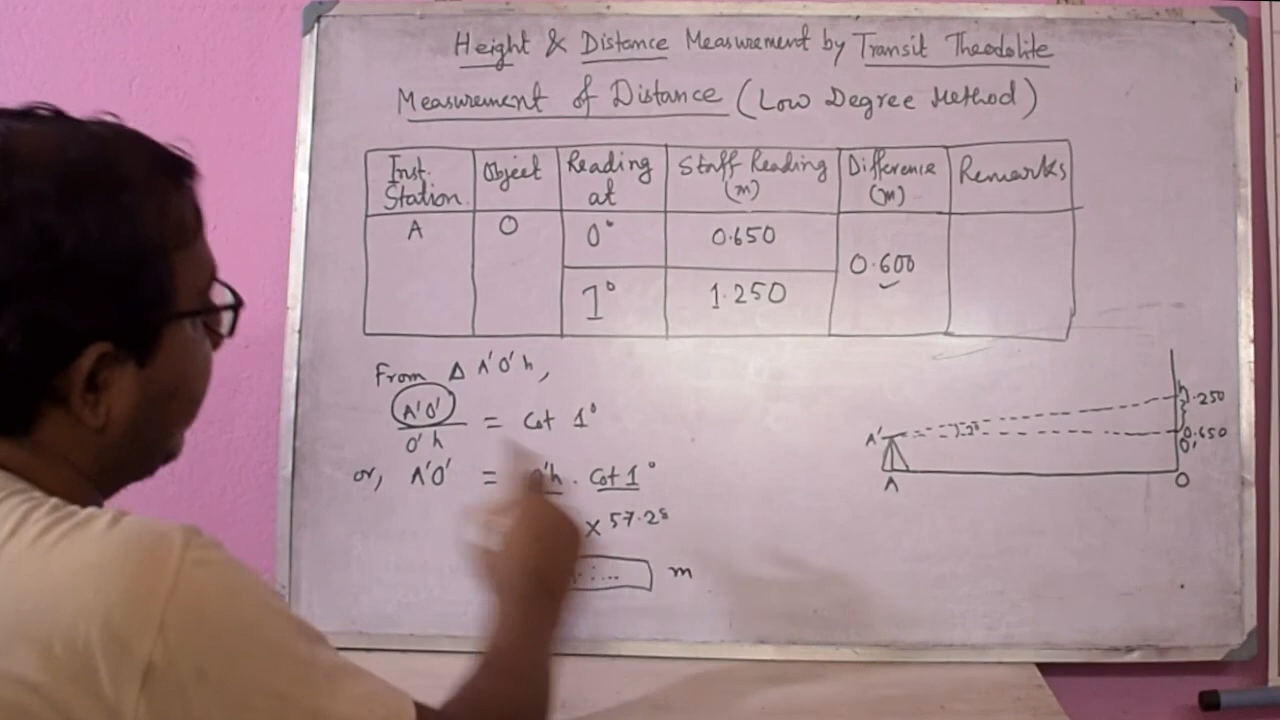 Height & Distance Measurement by Transit Theodolite
Measurement of Distance (Low Degree Method)
Inst. Station Object Reading at Staff Reading (m) Difference (m) Remarks
A O 0° 0.650 0.600
1° 1.250
From Δ A'O'h,
A'O' / O'h = Cot 1°
or, A'O' = O'h . Cot 1°
× 57.28
m
h 1.250
A' 1° 0.650
O'
A O